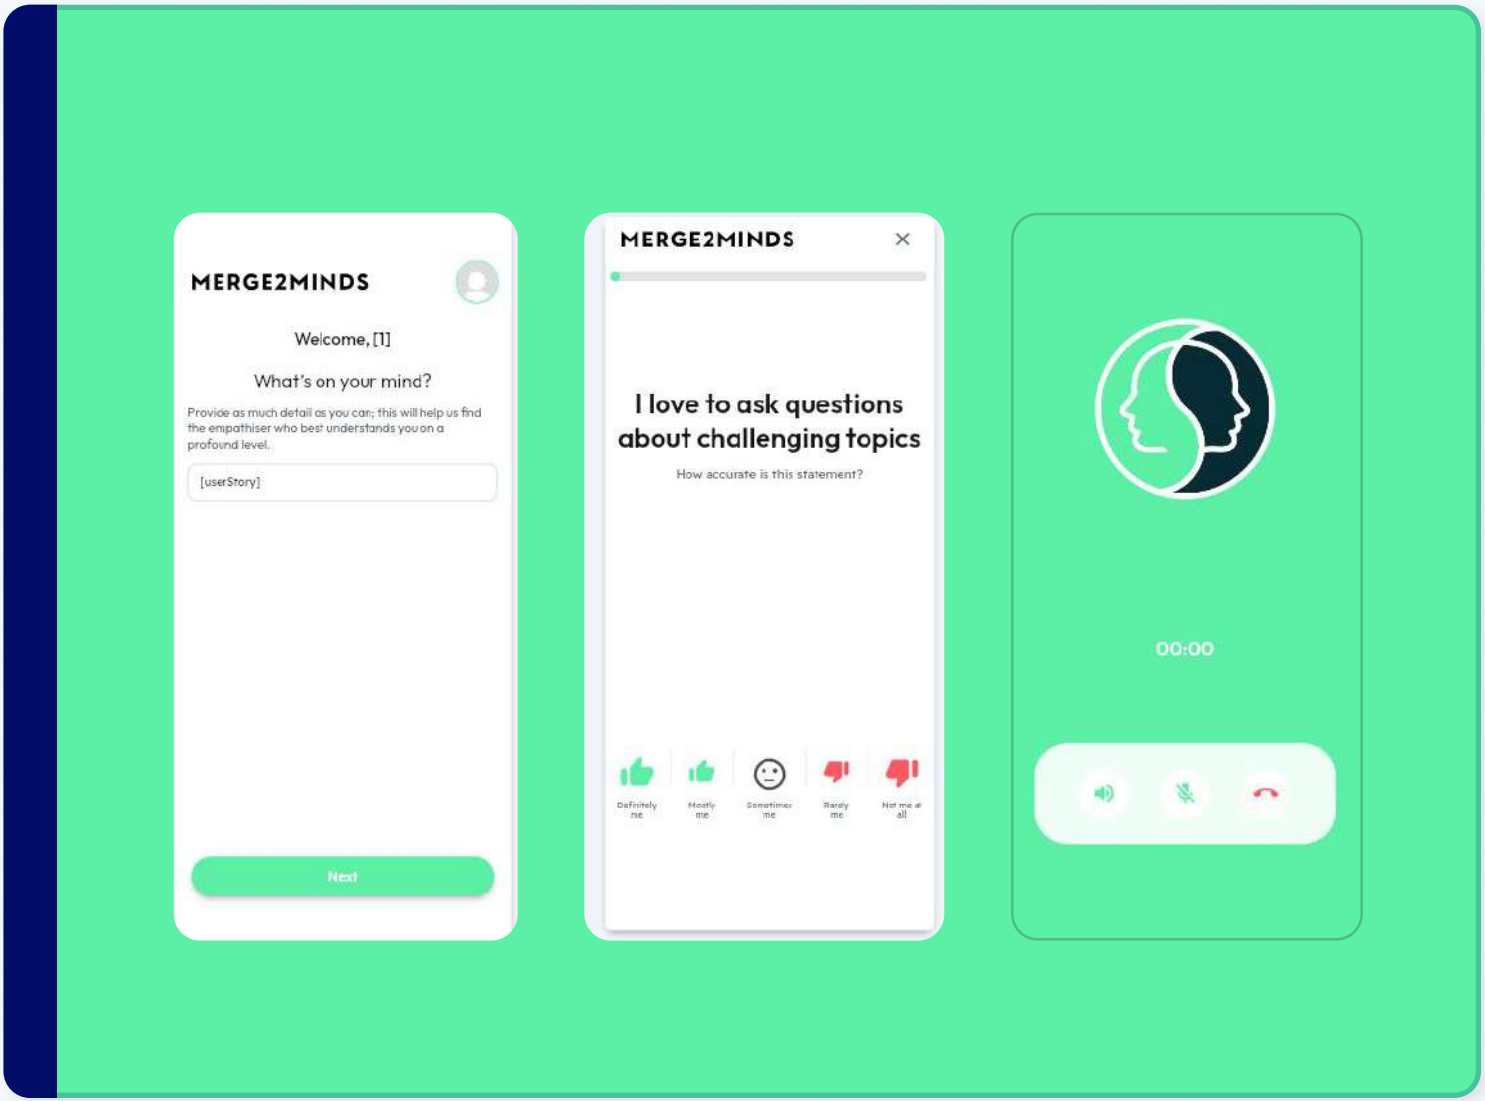 MERGE2MINDS
Welcome, [1]
What's on your mind?
Provide as much detail as you can; this will help us find
the empathiser who best understands you on a
profound level.
[userStory]
Next
MERGE2MINDS
I love to ask questions
about challenging topics
How accurate is this statement?
Definitely
me
Mostly
me
Sometimes
me
Rarely
me
Not me at
all
00:00